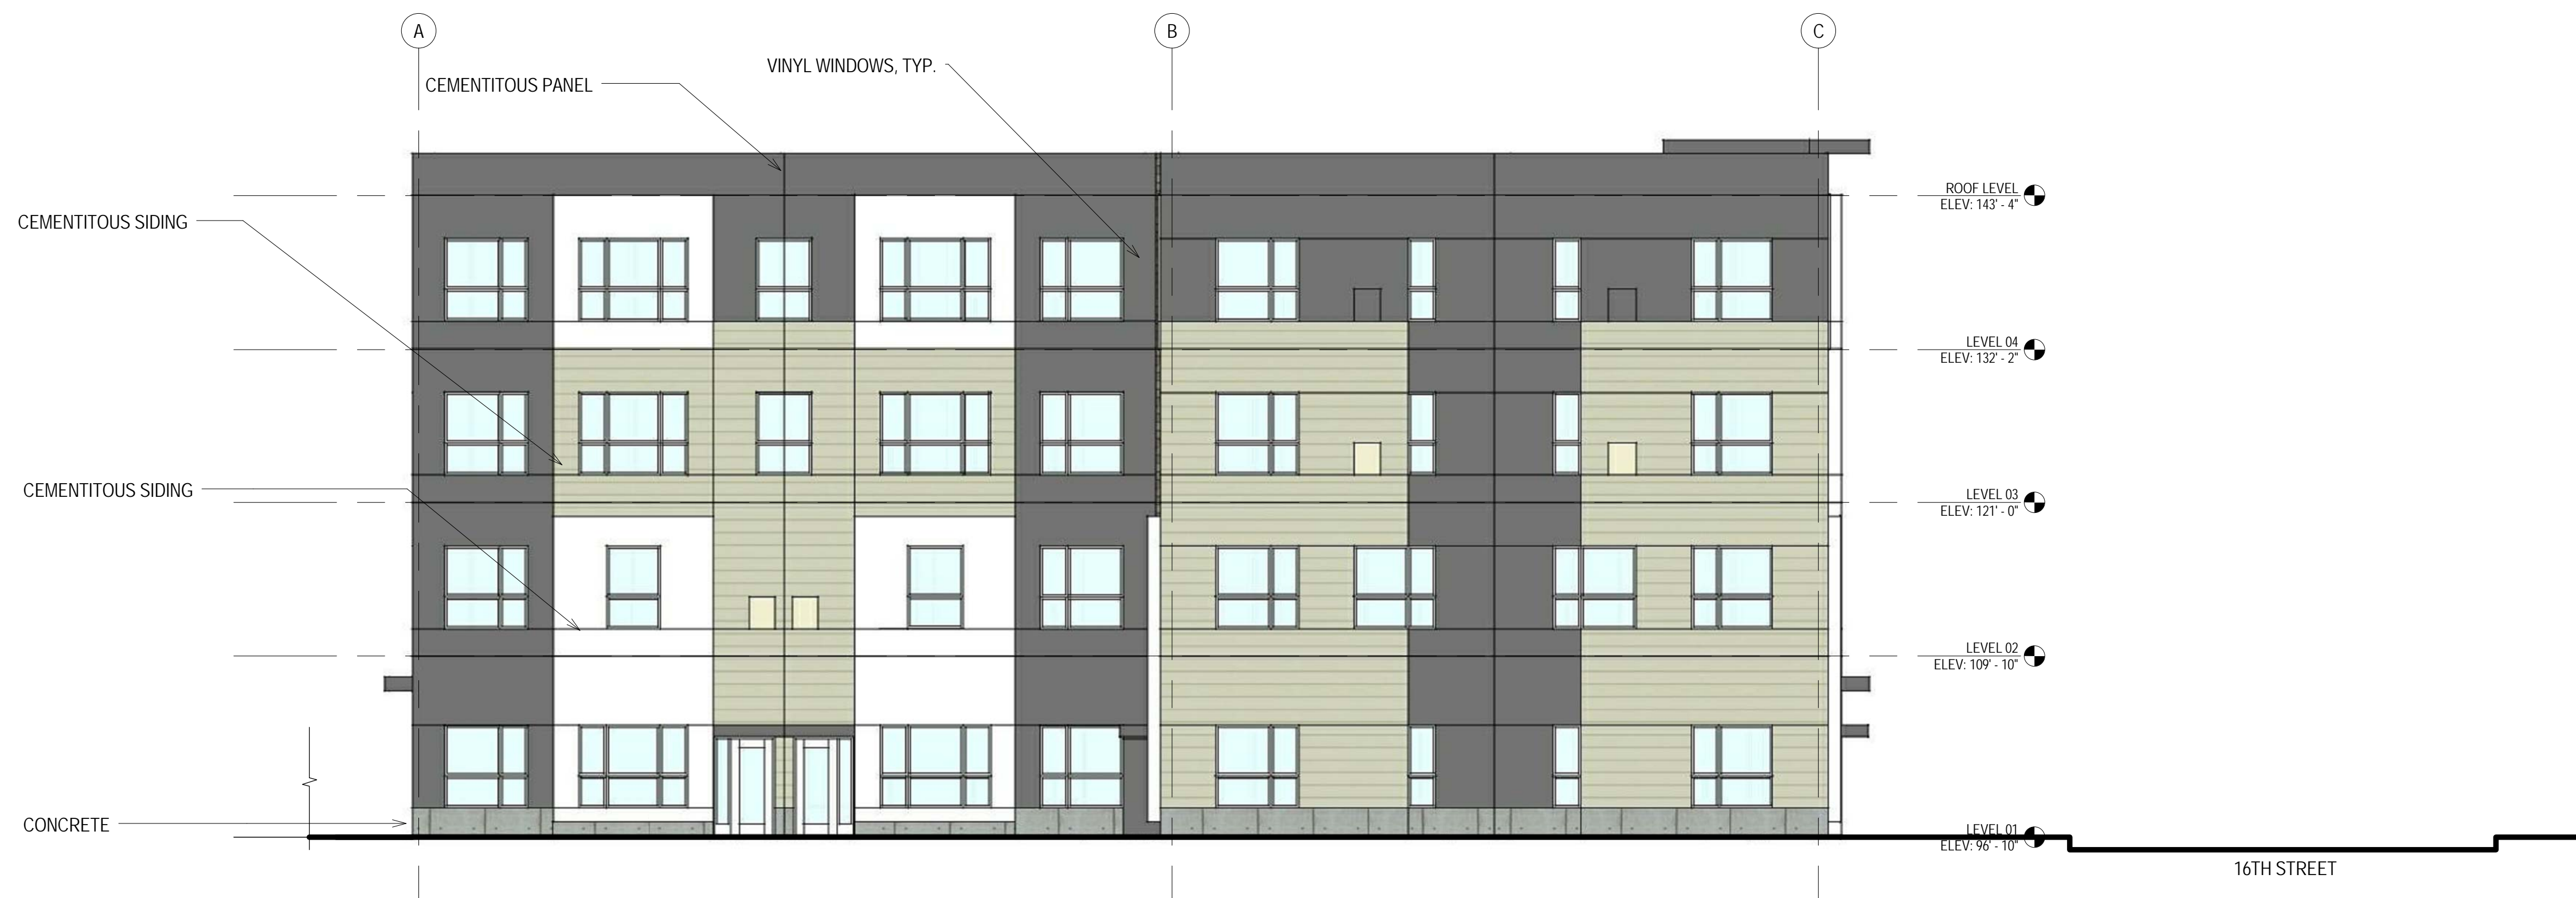 A
B
C
VINYL WINDOWS, TYP.
CEMENTITOUS PANEL
ROOF LEVEL
ELEV: 143' - 4"
CEMENTITOUS SIDING
LEVEL 04
ELEV: 132' - 2"
CEMENTITOUS SIDING
LEVEL 03
ELEV: 121' - 0"
LEVEL 02
ELEV: 109' - 10"
CONCRETE
LEVEL 01
ELEV: 96' - 10"
16TH STREET